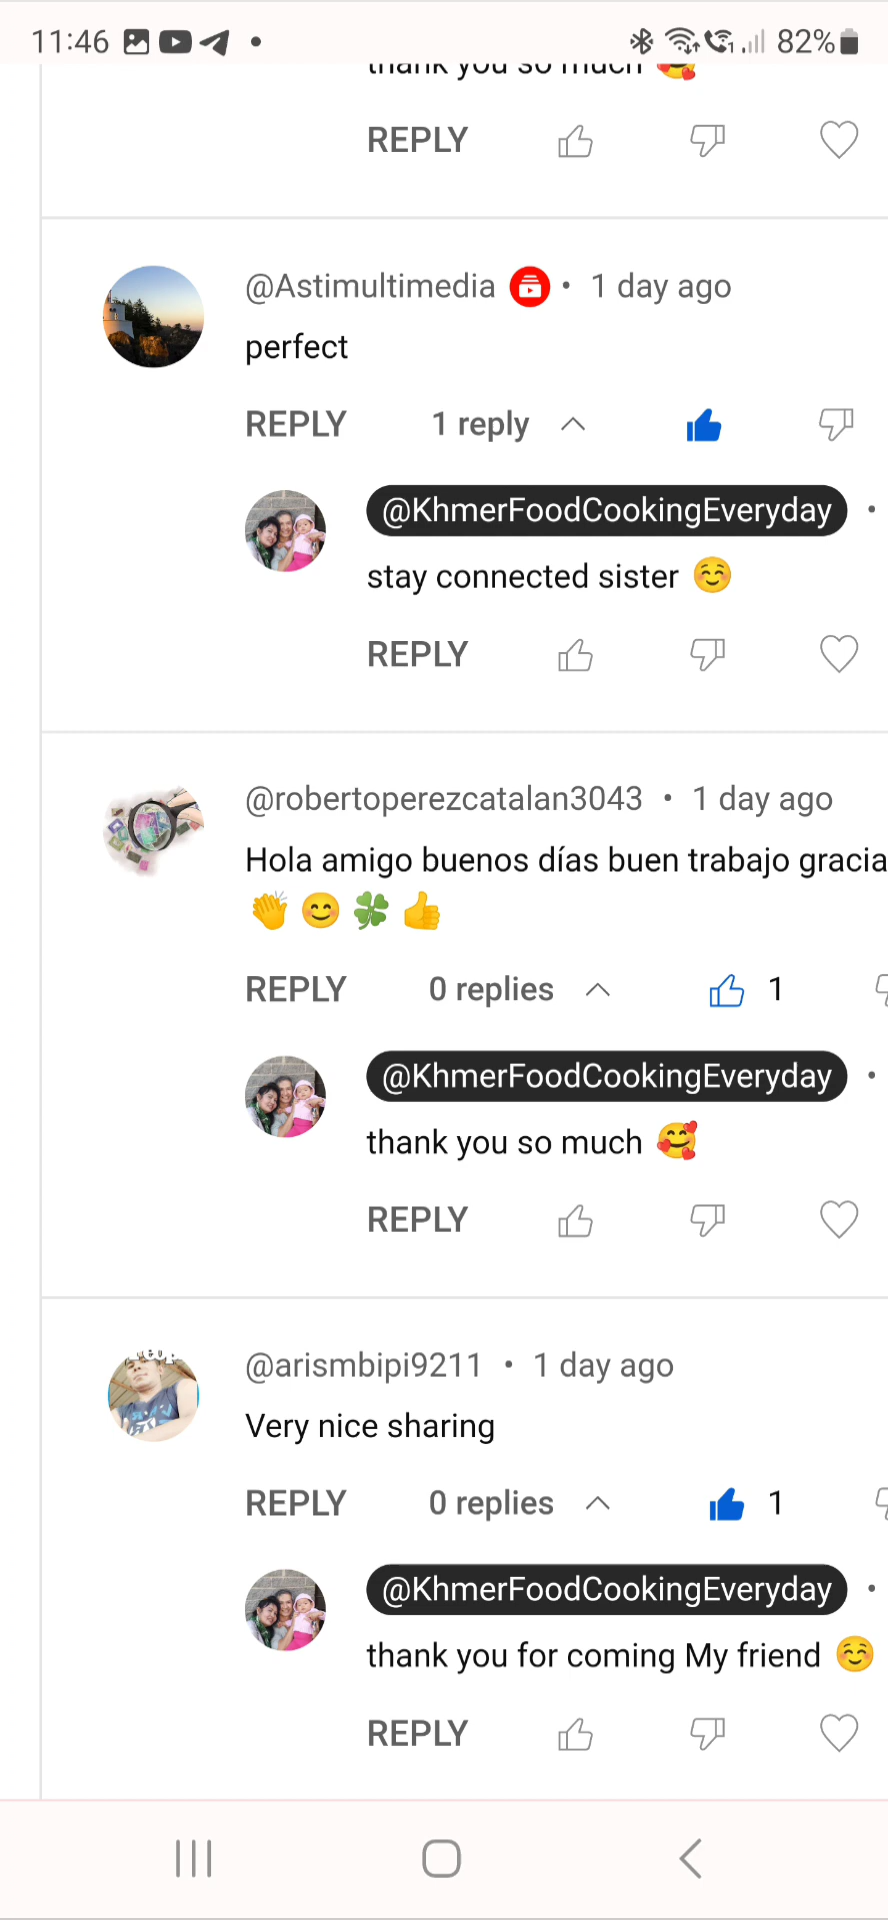 11:46
82%
thank you so much 🥰
REPLY
@Astimultimedia • 1 day ago
perfect
REPLY 1 reply
@KhmerFoodCookingEveryday •
stay connected sister ☺️
REPLY
@robertoperezcatalan3043 • 1 day ago
Hola amigo buenos días buen trabajo gracia
👏 😊 🍀 👍
REPLY 0 replies 1
@KhmerFoodCookingEveryday •
thank you so much 🥰
REPLY
@arismbipi9211 • 1 day ago
Very nice sharing
REPLY 0 replies 1
@KhmerFoodCookingEveryday •
thank you for coming My friend ☺️
REPLY